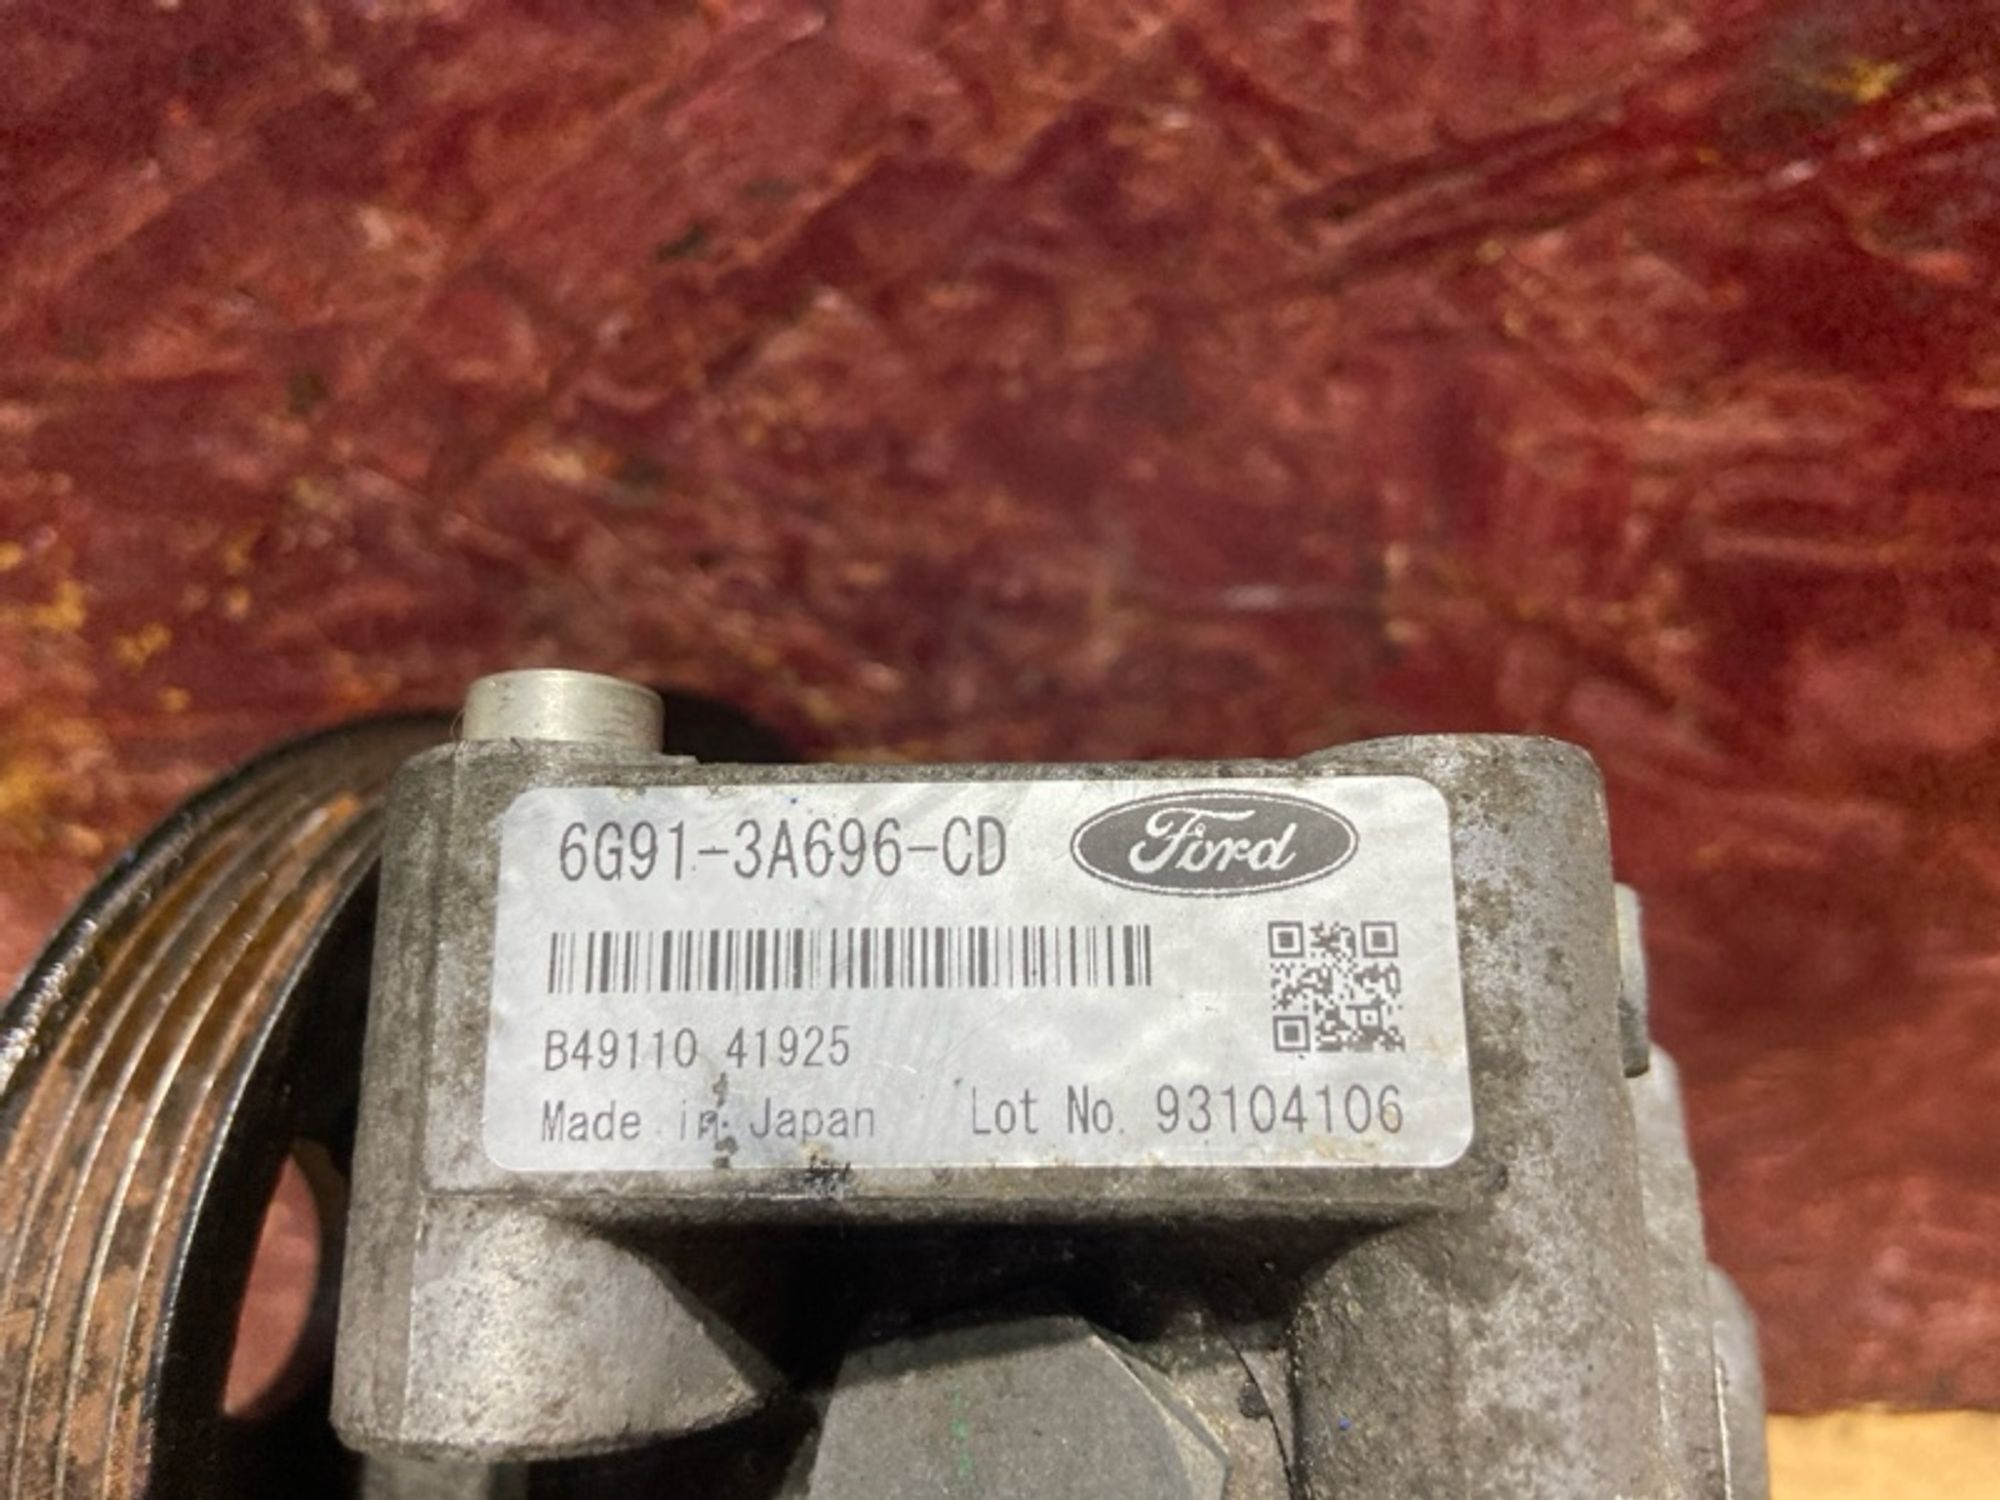 6G91-3A696-CD Ford
B49110 41925
Made in Japan Lot No. 93104106